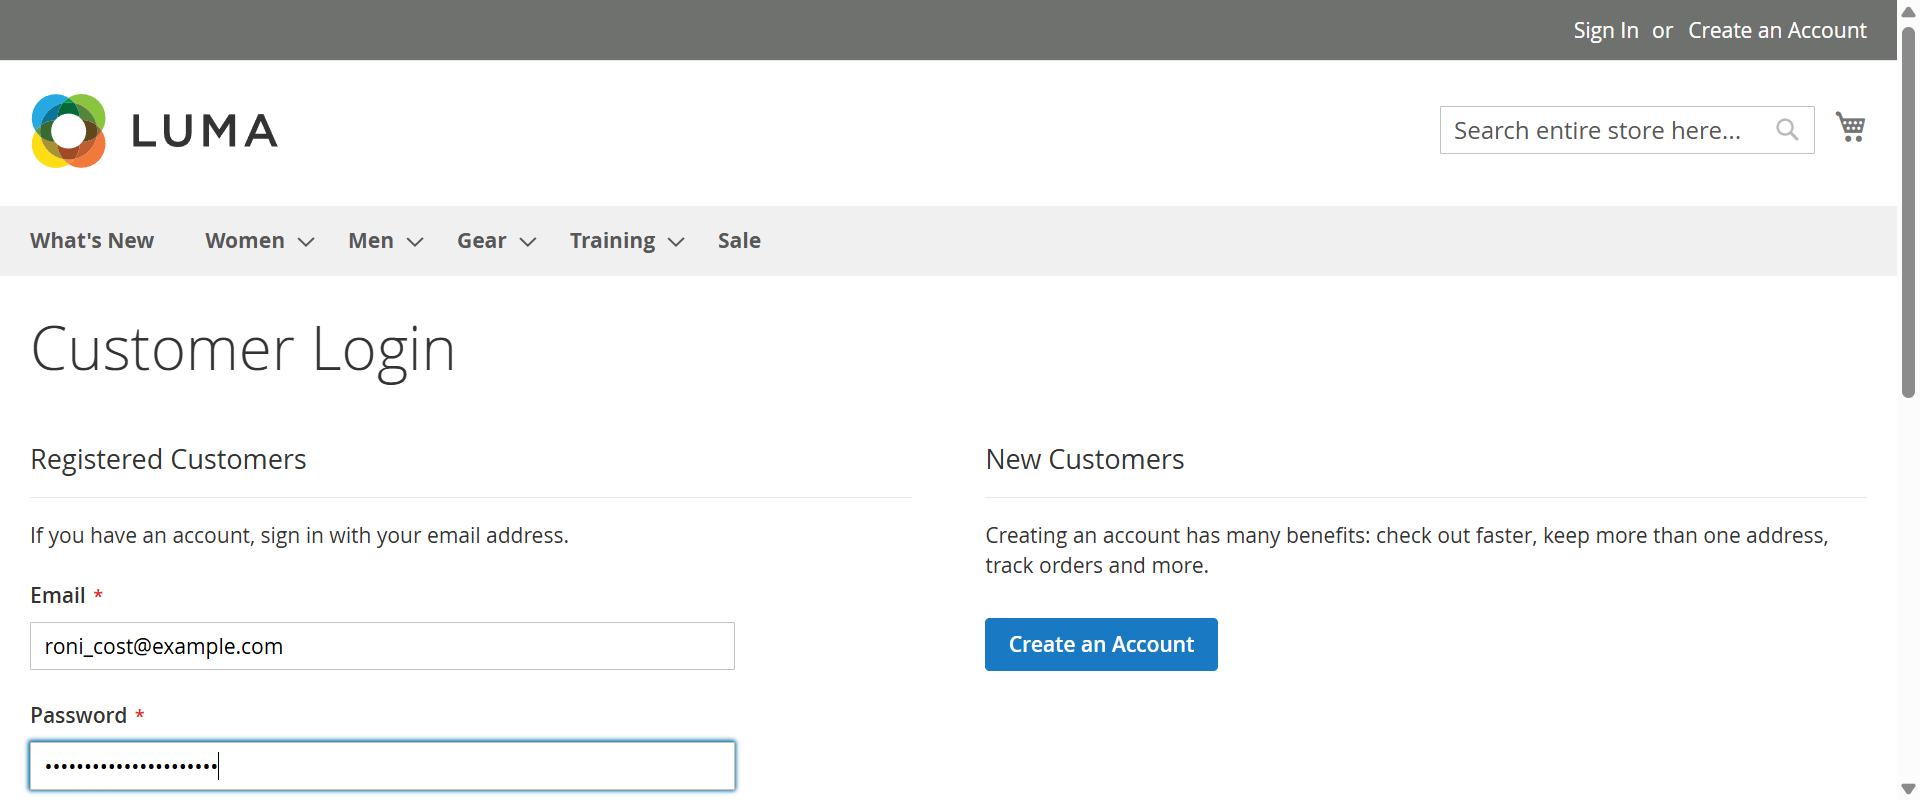 Sign In or Create an Account
LUMA
Search entire store here...
What's New Women Men Gear Training Sale
Customer Login
Registered Customers
If you have an account, sign in with your email address.
Email *
roni_cost@example.com
Password *
••••••••••••••••••••••
New Customers
Creating an account has many benefits: check out faster, keep more than one address,
track orders and more.
Create an Account